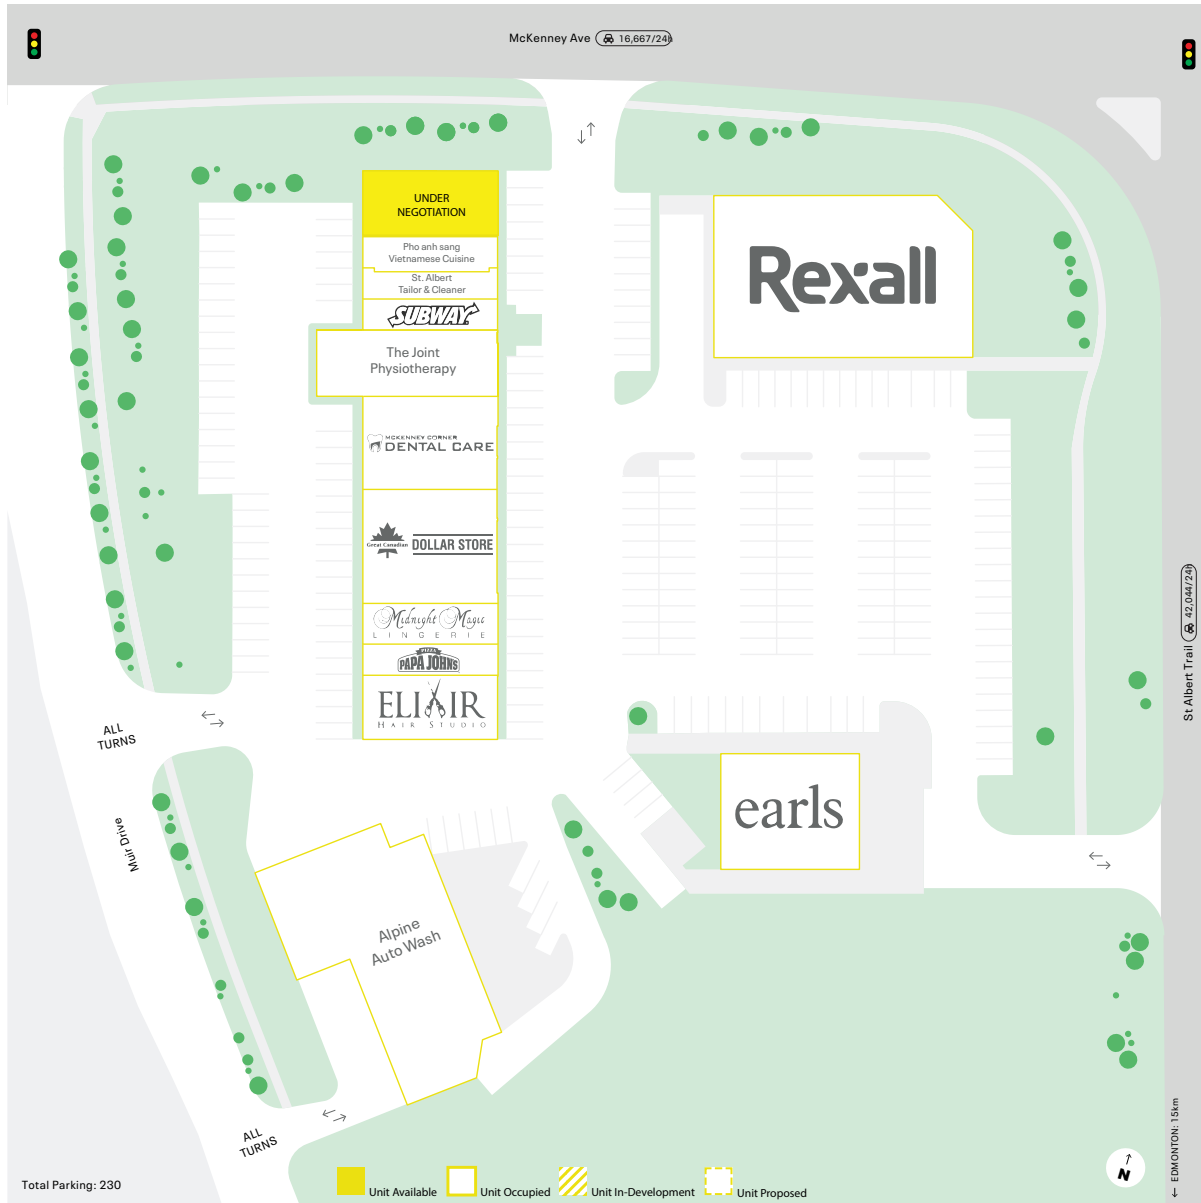 McKenney Ave 16,667/24h
UNDER
NEGOTIATION
Pho anh sang
Vietnamese Cuisine
St. Albert
Tailor & Cleaner
SUBWAY
The Joint
Physiotherapy
MCKENNEY CORNER
DENTAL CARE
Great Canadian
DOLLAR STORE
Midnight Magic
LINGERIE
PIZZA
PAPA JOHNS
ELIXIR
HAIR STUDIO
Rexall
earls
Alpine
Auto Wash
ALL
TURNS
Muir Drive
ALL
TURNS
St Albert Trail 42,044/24h
← EDMONTON: 15km
N
Total Parking: 230
Unit Available
Unit Occupied
Unit In-Development
Unit Proposed